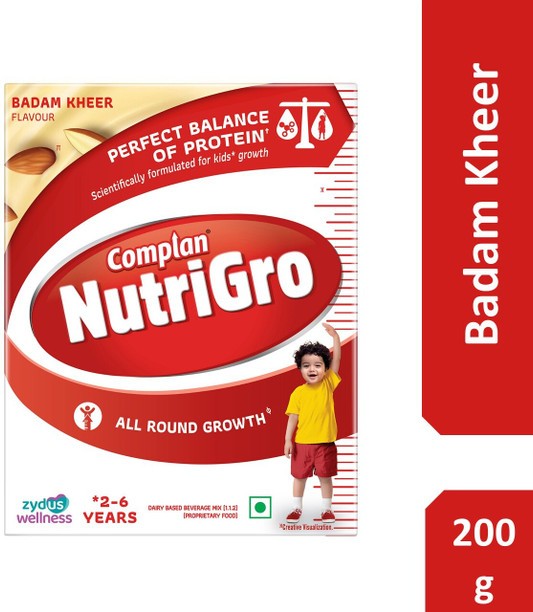 BADAM KHEER
FLAVOUR
PERFECT BALANCE
OF PROTEIN†
Scientifically formulated for kids* growth
Complan®
NutriGro
ALL ROUND GROWTH◊
zydus
wellness
*2-6
YEARS
DAIRY BASED BEVERAGE MIX (1.1.2)
(PROPRIETARY FOOD)
Creative Visualization.
Badam Kheer
200
g